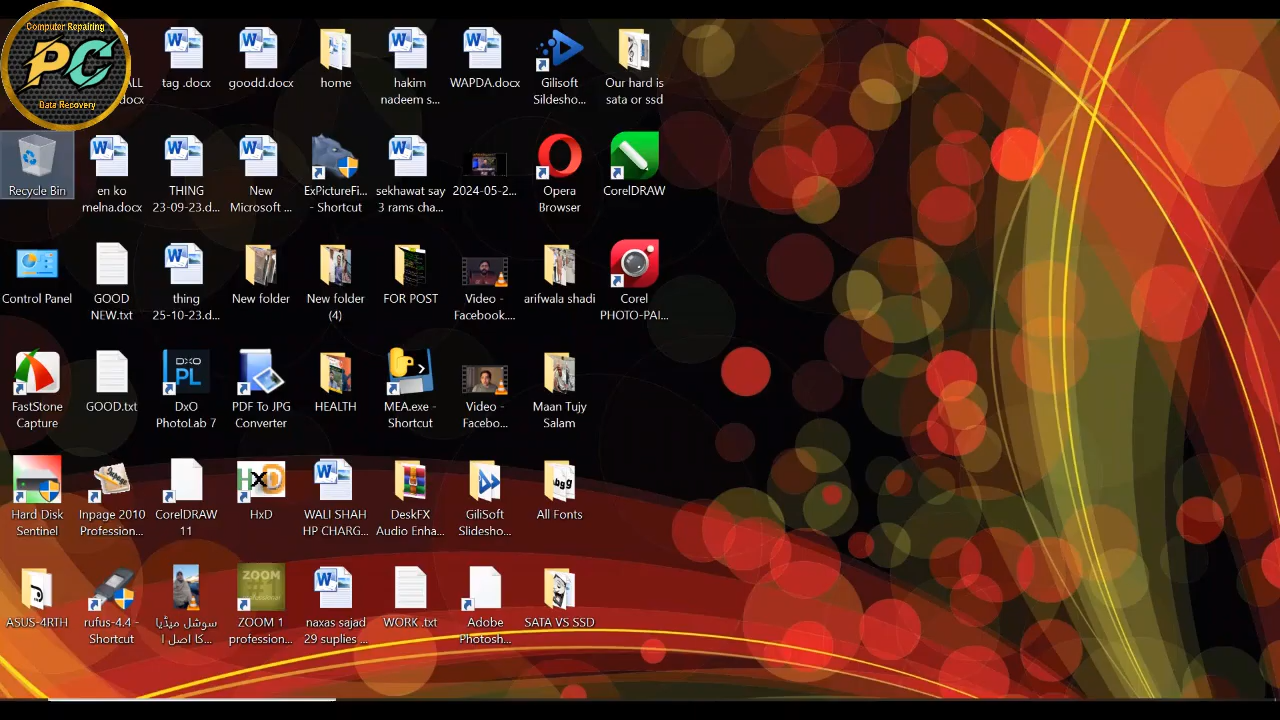 Computer Repairing
PC
Data Recovery
ALL
docx
tag .docx
goodd.docx
home
hakim
nadeem s...
WAPDA.docx
Gilisoft
Sildesho...
Our hard is
sata or ssd
Recycle Bin
en ko
melna.docx
THING
23-09-23.d...
New
Microsoft ...
ExPictureFi...
- Shortcut
sekhawat say
3 rams cha...
2024-05-2...
Opera
Browser
CorelDRAW
Control Panel
GOOD
NEW.txt
thing
25-10-23.d...
New folder
New folder
(4)
FOR POST
Video -
Facebook....
arifwala shadi
Corel
PHOTO-PAI...
FastStone
Capture
GOOD.txt
DXO
PL
DxO
PhotoLab 7
PDF To JPG
Converter
HEALTH
MEA.exe -
Shortcut
Video -
Facebo...
Maan Tujy
Salam
Hard Disk
Sentinel
Inpage 2010
Profession...
CorelDRAW
11
HxD
HxD
WALI SHAH
HP CHARG...
DeskFX
Audio Enha...
GiliSoft
Slidesho...
Abg
All Fonts
ASUS-4RTH
rufus-4.4 -
Shortcut
سوشل میڈیا
کا اصل ا...
ZOOM
ZOOM 1
profession...
naxas sajad
29 suplies ...
WORK .txt
Adobe
Photosh...
SATA VS SSD